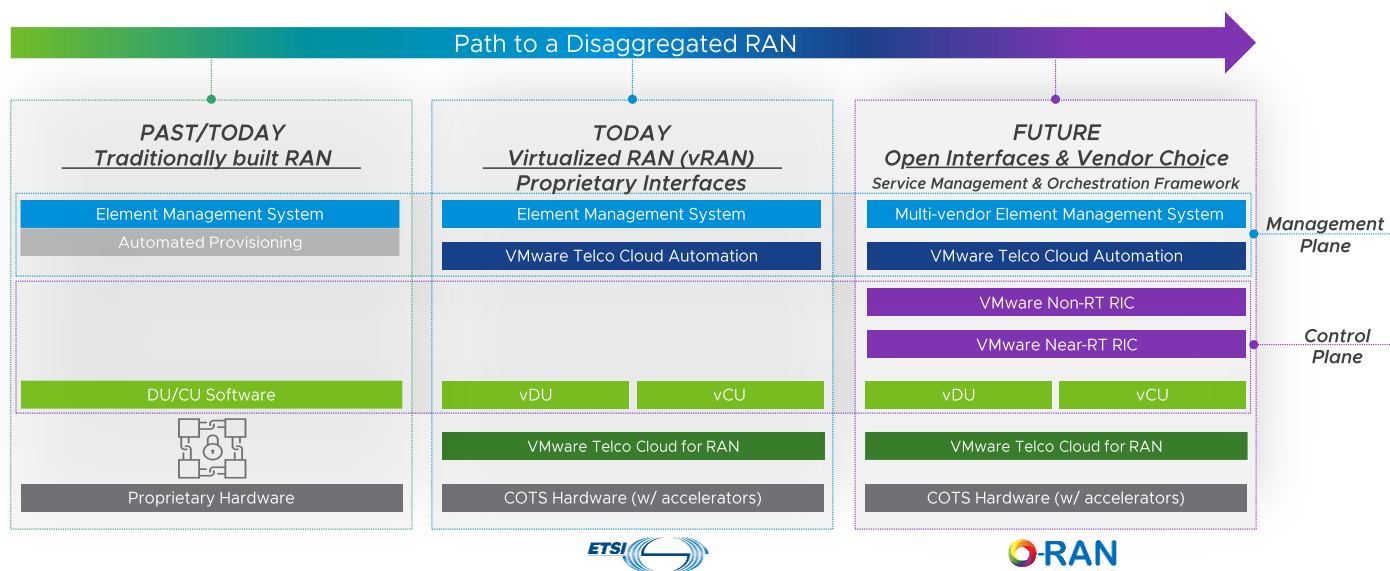 Path to a Disaggregated RAN
PAST/TODAY
Traditionally built RAN
Element Management System
Automated Provisioning
DU/CU Software
Proprietary Hardware
TODAY
Virtualized RAN (vRAN)
Proprietary Interfaces
Element Management System
VMware Telco Cloud Automation
vDU
vCU
VMware Telco Cloud for RAN
COTS Hardware (w/ accelerators)
ETSI
FUTURE
Open Interfaces & Vendor Choice
Service Management & Orchestration Framework
Multi-vendor Element Management System
VMware Telco Cloud Automation
VMware Non-RT RIC
VMware Near-RT RIC
vDU
vCU
VMware Telco Cloud for RAN
COTS Hardware (w/ accelerators)
O-RAN
Management
Plane
Control
Plane